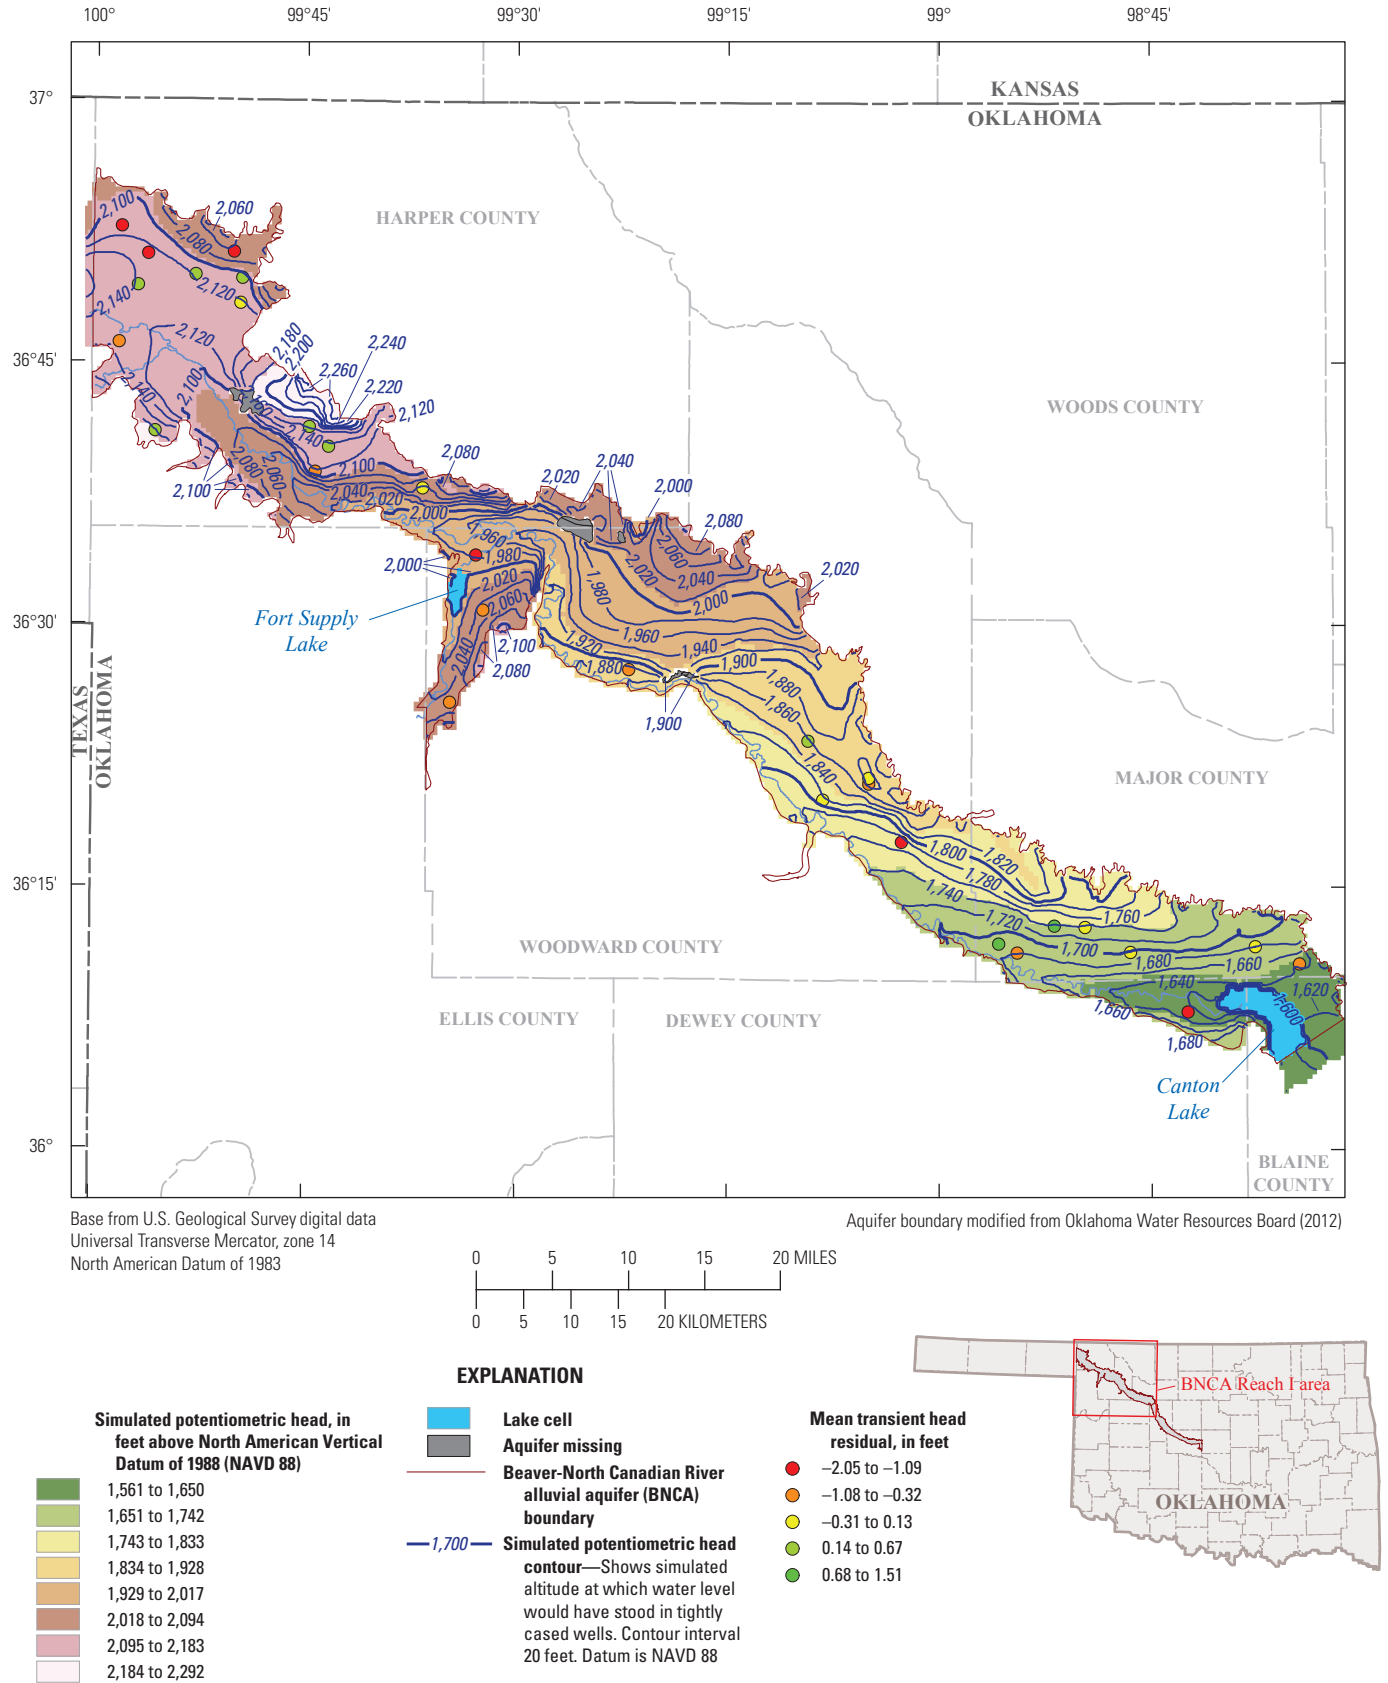 100° 99°45' 99°30' 99°15' 99° 98°45'
37°
KANSAS
OKLAHOMA
2,100
2,060
HARPER COUNTY
2,080
2,120
2,140
2,120
2,180
2,200
2,240
36°45'
2,260
2,220
2,140
2,100
2,160
2,120
WOODS COUNTY
2,140
2,080
2,060
2,100
2,080
2,100
2,040
2,020
2,000
2,020
2,040
2,000
2,080
1,960
1,980
2,000
2,060
2,020
2,040
2,020
2,020
2,060
1,980
2,000
36°30'
Fort Supply
Lake
2,100
2,040
2,080
1,920
1,880
1,960
1,940
1,900
1,880
1,860
1,900
TEXAS
OKLAHOMA
1,840
MAJOR COUNTY
1,800
1,820
1,780
36°15'
1,740
1,720
1,760
1,700
1,680
1,660
WOODWARD COUNTY
1,640
1,620
1,600
1,660
1,680
ELLIS COUNTY
DEWEY COUNTY
Canton
Lake
36°
BLAINE
COUNTY
Base from U.S. Geological Survey digital data
Universal Transverse Mercator, zone 14
North American Datum of 1983
Aquifer boundary modified from Oklahoma Water Resources Board (2012)
0 5 10 15 20 MILES
0 5 10 15 20 KILOMETERS
EXPLANATION
Simulated potentiometric head, in
feet above North American Vertical
Datum of 1988 (NAVD 88)
1,561 to 1,650
1,651 to 1,742
1,743 to 1,833
1,834 to 1,928
1,929 to 2,017
2,018 to 2,094
2,095 to 2,183
2,184 to 2,292
Lake cell
Aquifer missing
Beaver-North Canadian River
alluvial aquifer (BNCA)
boundary
1,700
Simulated potentiometric head
contour—Shows simulated
altitude at which water level
would have stood in tightly
cased wells. Contour interval
20 feet. Datum is NAVD 88
Mean transient head
residual, in feet
–2.05 to –1.09
–1.08 to –0.32
–0.31 to 0.13
0.14 to 0.67
0.68 to 1.51
BNCA Reach I area
OKLAHOMA